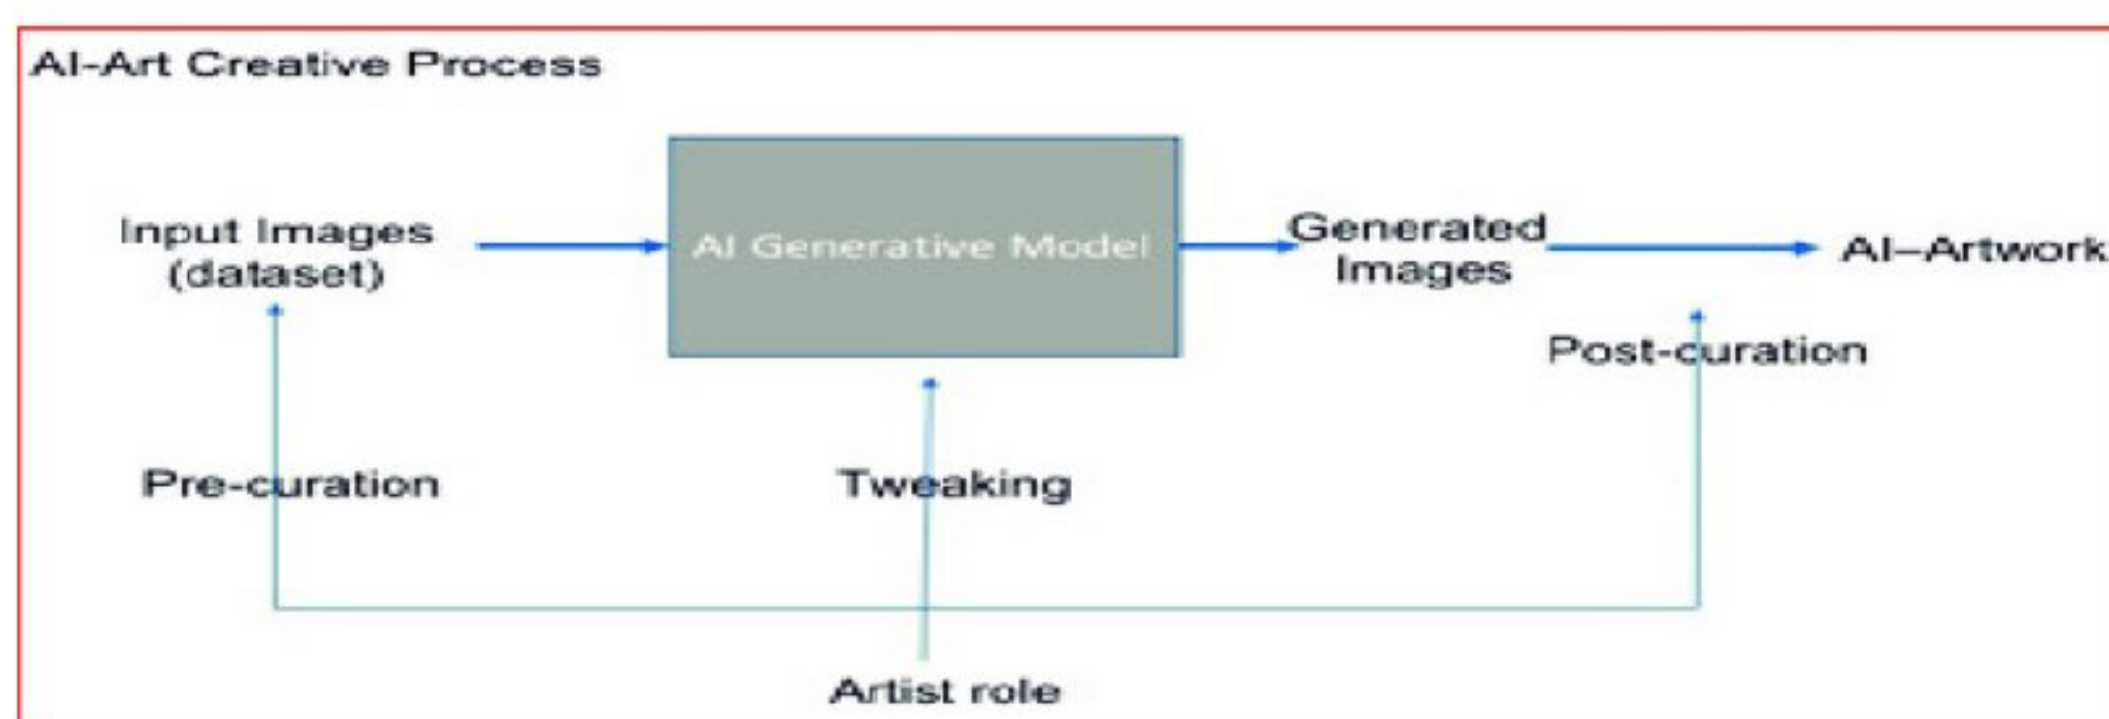 AI-Art Creative Process
Input Images
(dataset)
AI Generative Model
Generated
Images
AI–Artwork
Post-curation
Pre-curation
Tweaking
Artist role